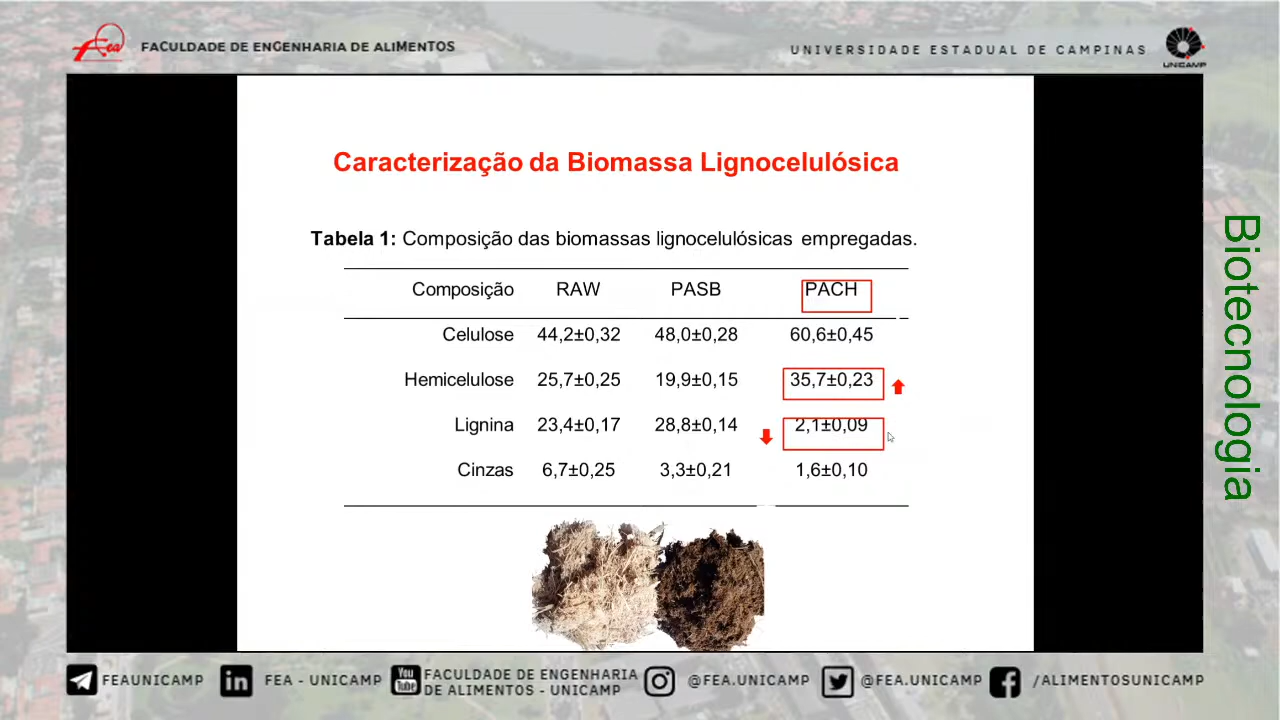 Fea FACULDADE DE ENGENHARIA DE ALIMENTOS
UNIVERSIDADE ESTADUAL DE CAMPINAS UNICAMP
Caracterização da Biomassa Lignocelulósica
Tabela 1: Composição das biomassas lignocelulósicas empregadas.
Composição RAW PASB PACH
Celulose 44,2±0,32 48,0±0,28 60,6±0,45
Hemicelulose 25,7±0,25 19,9±0,15 35,7±0,23
Lignina 23,4±0,17 28,8±0,14 2,1±0,09
Cinzas 6,7±0,25 3,3±0,21 1,6±0,10
Biotecnologia
FEAUNICAMP
in FEA - UNICAMP
You Tube FACULDADE DE ENGENHARIA
DE ALIMENTOS - UNICAMP
@FEA.UNICAMP
@FEA.UNICAMP
/ALIMENTOSUNICAMP